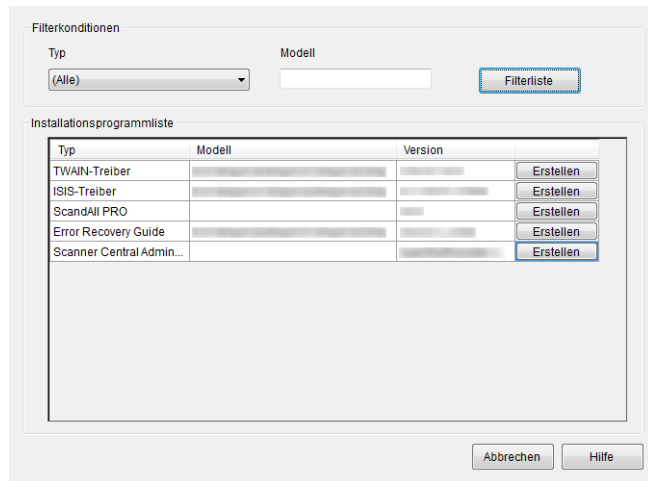 Filterkonditionen
Typ Modell
(Alle) Filterliste
Installationsprogrammliste
Typ Modell Version
TWAIN-Treiber Erstellen
ISIS-Treiber Erstellen
ScandAll PRO Erstellen
Error Recovery Guide Erstellen
Scanner Central Admin... Erstellen
Abbrechen Hilfe